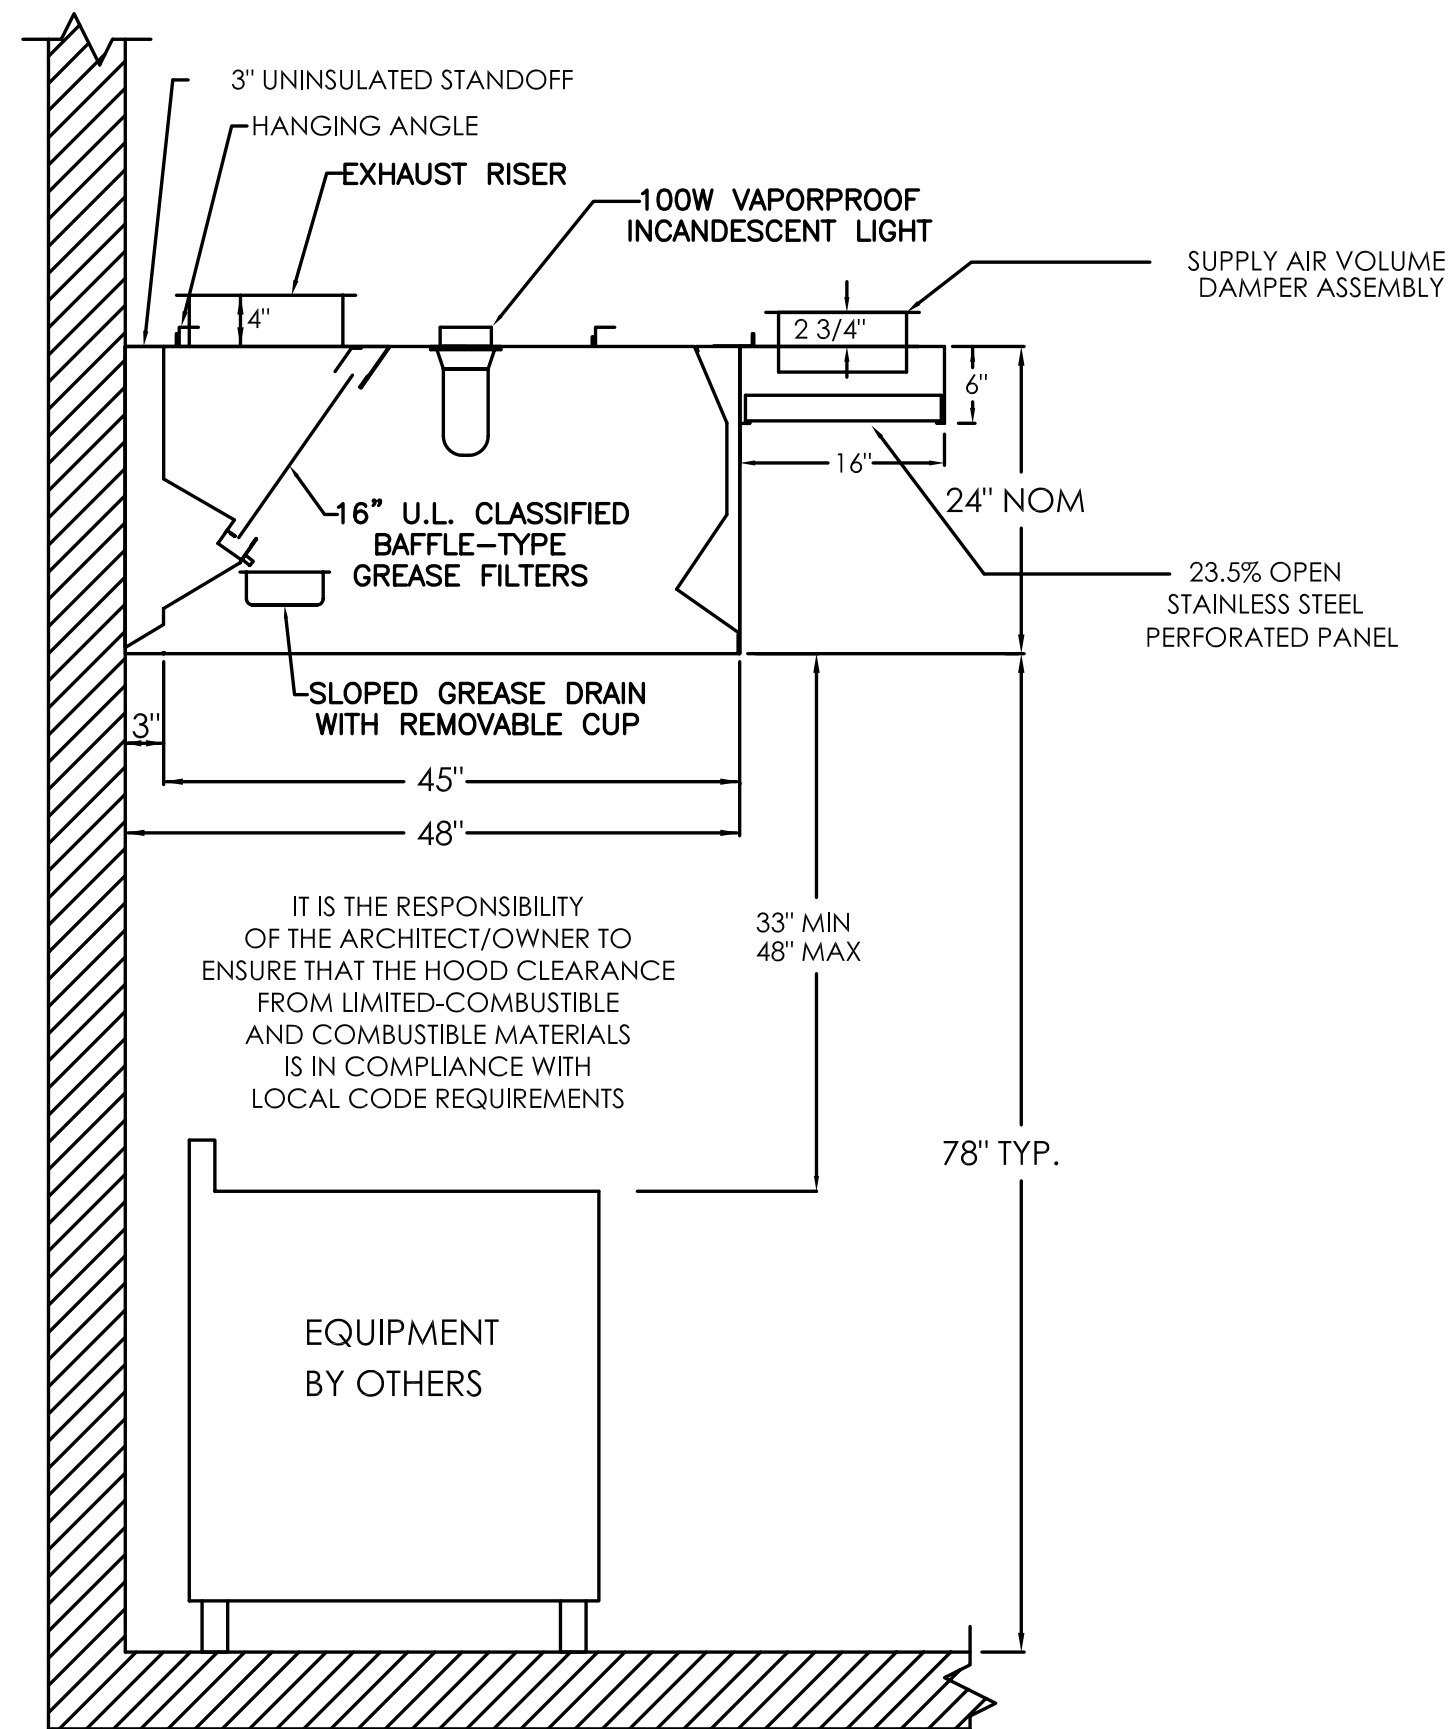 3" UNINSULATED STANDOFF
HANGING ANGLE
EXHAUST RISER
100W VAPORPROOF
INCANDESCENT LIGHT
SUPPLY AIR VOLUME
DAMPER ASSEMBLY
4"
2 3/4"
6"
16"
24" NOM
16" U.L. CLASSIFIED
BAFFLE-TYPE
GREASE FILTERS
23.5% OPEN
STAINLESS STEEL
PERFORATED PANEL
SLOPED GREASE DRAIN
WITH REMOVABLE CUP
3"
45"
48"
IT IS THE RESPONSIBILITY
OF THE ARCHITECT/OWNER TO
ENSURE THAT THE HOOD CLEARANCE
FROM LIMITED-COMBUSTIBLE
AND COMBUSTIBLE MATERIALS
IS IN COMPLIANCE WITH
LOCAL CODE REQUIREMENTS
33" MIN
48" MAX
78" TYP.
EQUIPMENT
BY OTHERS